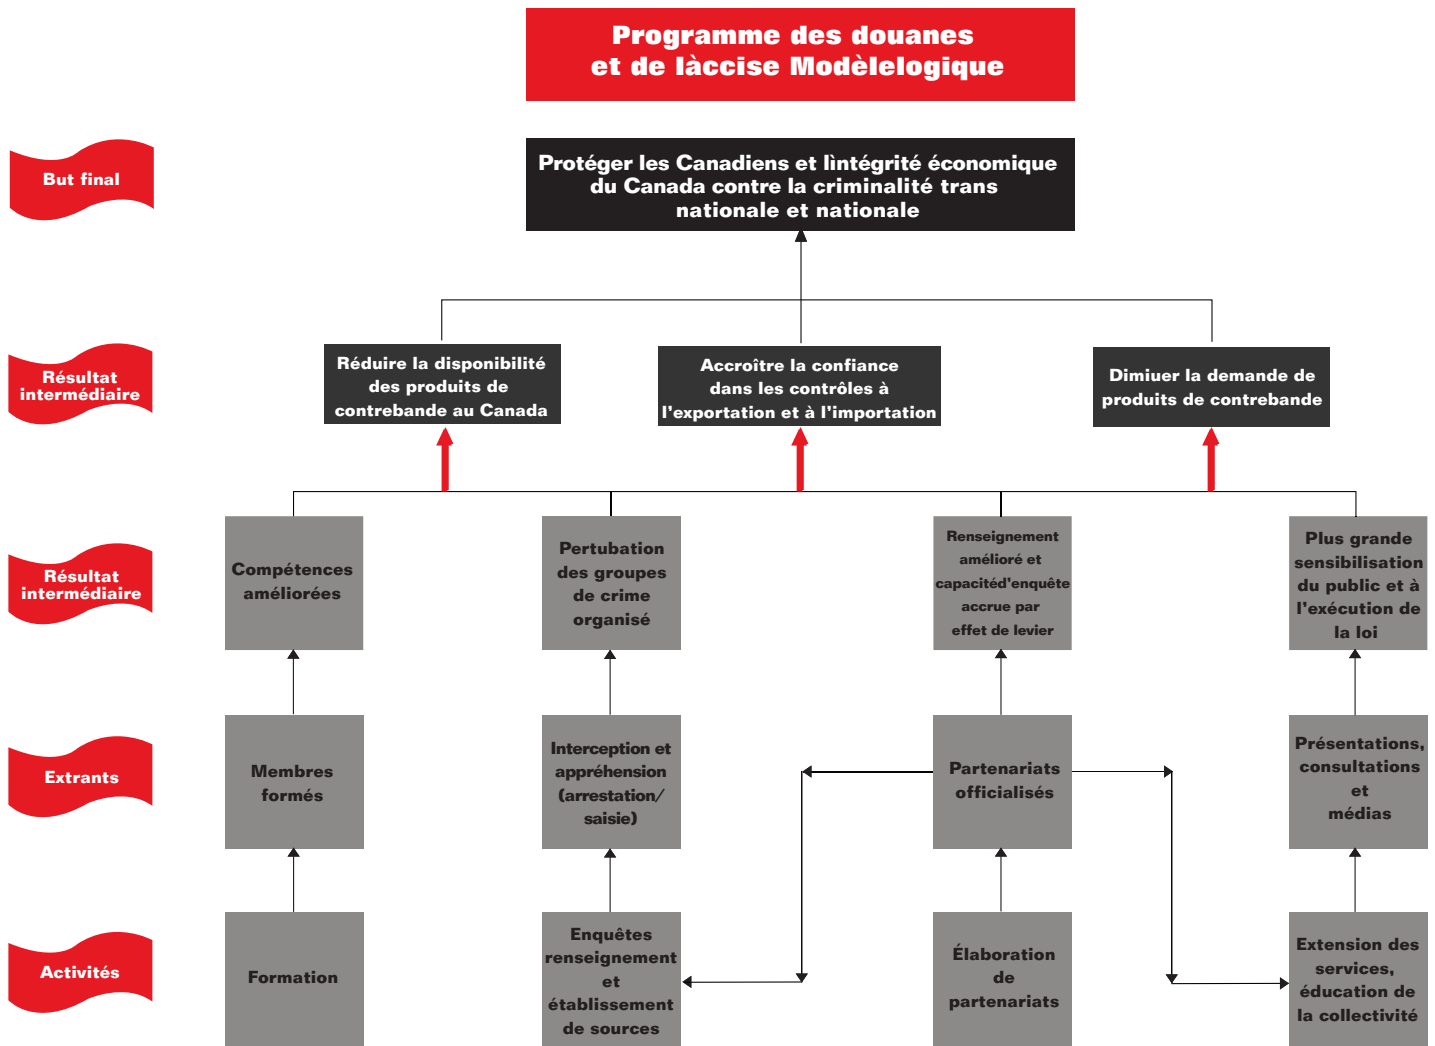 Programme des douanes
et de làccise Modèlelogique
But final
Protéger les Canadiens et lìntégrité économique
du Canada contre la criminalité trans
nationale et nationale
Résultat
intermédiaire
Réduire la disponibilité
des produits de
contrebande au Canada
Accroître la confiance
dans les contrôles à
l'exportation et à l'importation
Dimiuer la demande de
produits de contrebande
Résultat
intermédiaire
Compétences
améliorées
Pertubation
des groupes
de crime
organisé
Renseignement
amélioré et
capacitéd'enquête
accrue par
effet de levier
Plus grande
sensibilisation
du public et à
l'exécution de
la loi
Extrants
Membres
formés
Interception et
appréhension
(arrestation/
saisie)
Partenariats
officialisés
Présentations,
consultations
et
médias
Activités
Formation
Enquêtes
renseignement
et
établissement
de sources
Élaboration
de
partenariats
Extension des
services,
éducation de
la collectivité